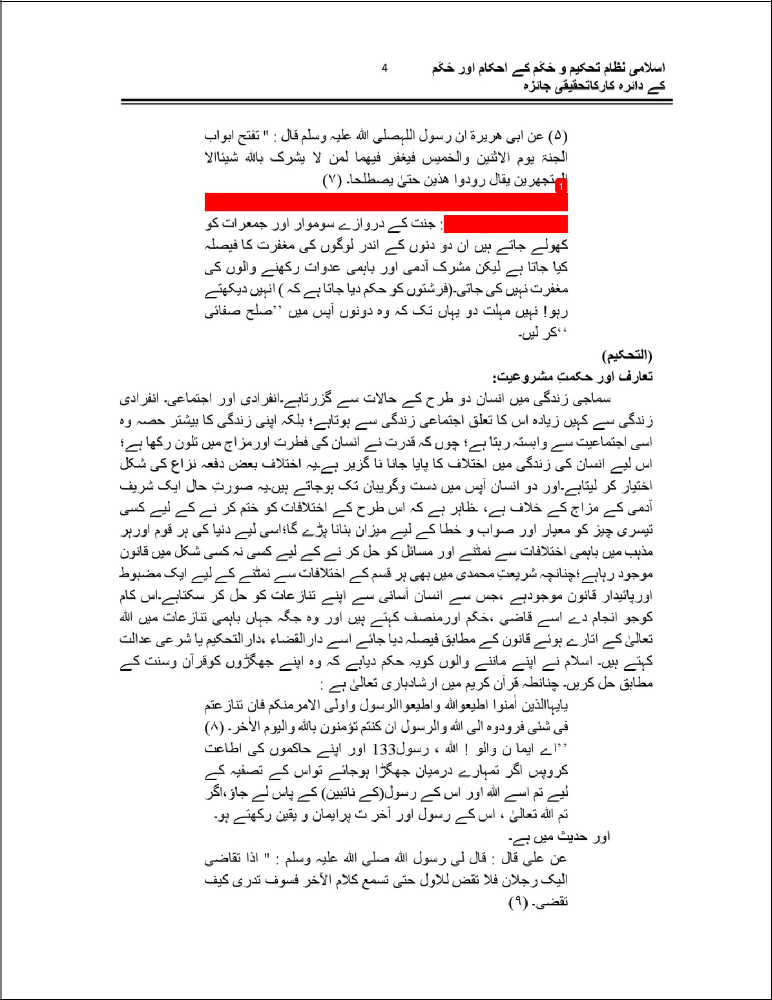 اسلامی نظام تحکیم و حَکَم کے احکام اور حَکَم 4
کے دائرہ کارکاتحقیقی جائزہ
(۵) عن ابی ھریرۃ ان رسول اللہصلی اللہ علیہ وسلم قال : " تفتح ابواب
الجنۃ یوم الاثنین والخمیس فیغفر فیھما لمن لا یشرک باللہ شیئاالا
یقال رودوا ھذین حتیٰ یصطلحا۔ (۷)
1
: جنت کے دروازے سوموار اور جمعرات کو
کھولے جاتے ہیں ان دو دنوں کے اندر لوگوں کی مغفرت کا فیصلہ
کیا جاتا ہے لیکن مشرک آدمی اور باہمی عدوات رکھنے والوں کی
مغفرت نہیں کی جاتی۔(فرشتوں کو حکم دیا جاتا ہے کہ ) انہیں دیکھتے
رہو! نہیں مہلت دو یہاں تک کہ وہ دونوں آپس میں ’’صلح صفائی
‘‘کر لیں۔
(التحکیم)
تعارف اور حکمتِ مشروعیت:
سماجی زندگی میں انسان دو طرح کے حالات سے گزرتاہے۔انفرادی اور اجتماعی۔ انفرادی
زندگی سے کہیں زیادہ اس کا تعلق اجتماعی زندگی سے ہوتاہے؛ بلکہ اپنی زندگی کا بیشتر حصہ وہ
اسی اجتماعیت سے وابستہ رہتا ہے؛ چوں کہ قدرت نے انسان کی فطرت اورمزاج میں تلون رکھا ہے؛
اس لیے انسان کی زندگی میں اختلاف کا پایا جانا نا گزیر ہے۔یہ اختلاف بعض دفعہ نزاع کی شکل
اختیار کر لیتاہے۔اور دو انسان آپس میں دست وگریبان تک ہوجاتے ہیں۔یہ صورتِ حال ایک شریف
آدمی کے مزاج کے خلاف ہے، ۔ظاہر ہے کہ اس طرح کے اختلافات کو ختم کر نے کے لیے کسی
تیسری چیز کو معیار اور صواب و خطا کے لیے میزان بنانا پڑے گا؛اسی لیے دنیا کی ہر قوم اورہر
مذہب میں باہمی اختلافات سے نمٹنے اور مسائل کو حل کر نے کے لیے کسی نہ کسی شکل میں قانون
موجود رہاہے؛چنانچہ شریعتِ محمدی میں بھی ہر قسم کے اختلافات سے نمٹنے کے لیے ایک مضبوط
اورپائیدار قانون موجودہے ،جس سے انسان آسانی سے اپنے تنازعات کو حل کر سکتاہے۔اس کام
کوجو انجام دے اسے قاضی ،حَکَم اورمنصف کہتے ہیں اور وہ جگہ جہاں باہمی تنازعات میں اللہ
تعالیٰ کے اتارے ہوئے قانون کے مطابق فیصلہ دیا جائے اسے دارالقضاء ،دارالتحکیم یا شرعی عدالت
کہتے ہیں۔ اسلام نے اپنے ماننے والوں کویہ حکم دیاہے کہ وہ اپنے جھگڑوں کوقرآن وسنت کے
مطابق حل کریں۔ چنانطہ قرآن کریم میں ارشادباری تعالیٰ ہے :
یایہاالذین اٰمنوا اطیعواللہ واطیعواالرسول واولی الامرمنکم فان تنازعتم
فی شئی فرودوہ الی اللہ والرسول ان کنتم تؤمنون باللہ والیوم الاٰخر۔ (۸)
’’اے ایما ن والو ! اللہ ، رسول133 اور اپنے حاکموں کی اطاعت
کروپس اگر تمہارے درمیان جھگڑا ہوجائے تواس کے تصفیہ کے
لیے تم اسے اللہ اور اس کے رسول(کے نائبین) کے پاس لے جاؤ،اگر
تم اللہ تعالیٰ ، اس کے رسول اور آخر ت پرایمان و یقین رکھتے ہو۔
اور حدیث میں ہے۔
عن علی قال : قال لی رسول اللہ صلی اللہ علیہ وسلم : " اذا تقاضی
الیک رجلان فلا تقض للاول حتی تسمع کلام الآخر فسوف تدری کیف
تقضی۔ (۹)